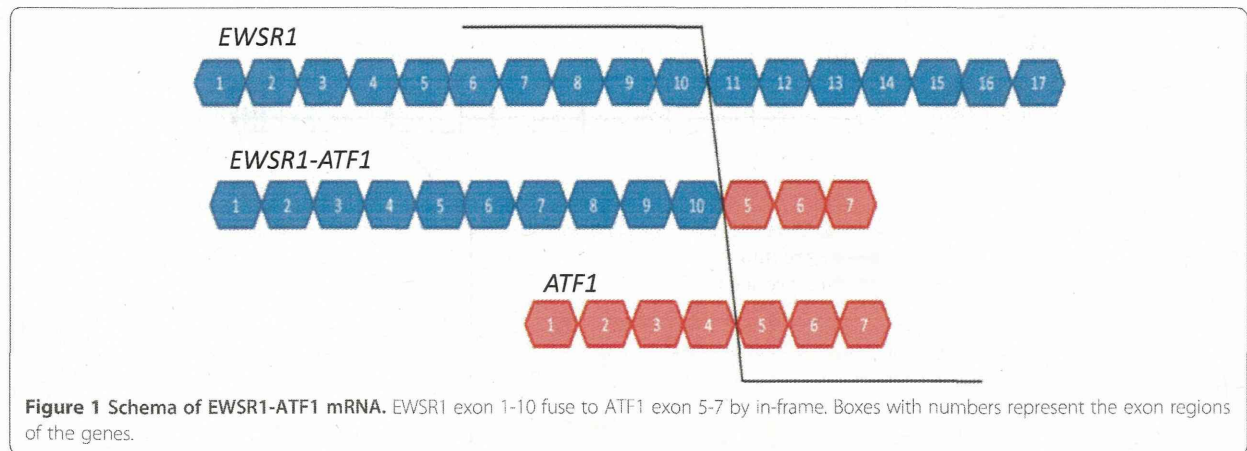 EWSR1
1 2 3 4 5 6 7 8 9 10 11 12 13 14 15 16 17
EWSR1-ATF1
1 2 3 4 5 6 7 8 9 10 5 6 7
ATF1
1 2 3 4 5 6 7
Figure 1 Schema of EWSR1-ATF1 mRNA. EWSR1 exon 1-10 fuse to ATF1 exon 5-7 by in-frame. Boxes with numbers represent the exon regions
of the genes.